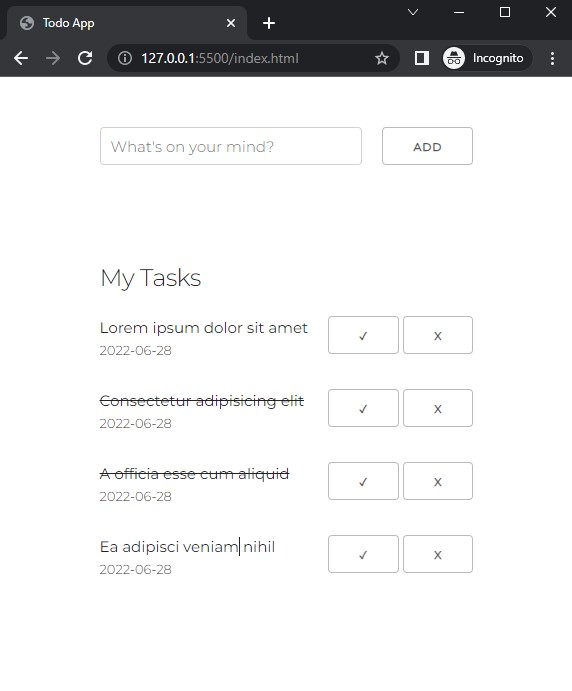 Todo App
127.0.0.1:5500/index.html
Incognito
What's on your mind?
ADD
My Tasks
Lorem ipsum dolor sit amet
2022-06-28
✓ X
Consectetur adipisicing elit
2022-06-28
✓ X
A officia esse cum aliquid
2022-06-28
✓ X
Ea adipisci veniam nihil
2022-06-28
✓ X